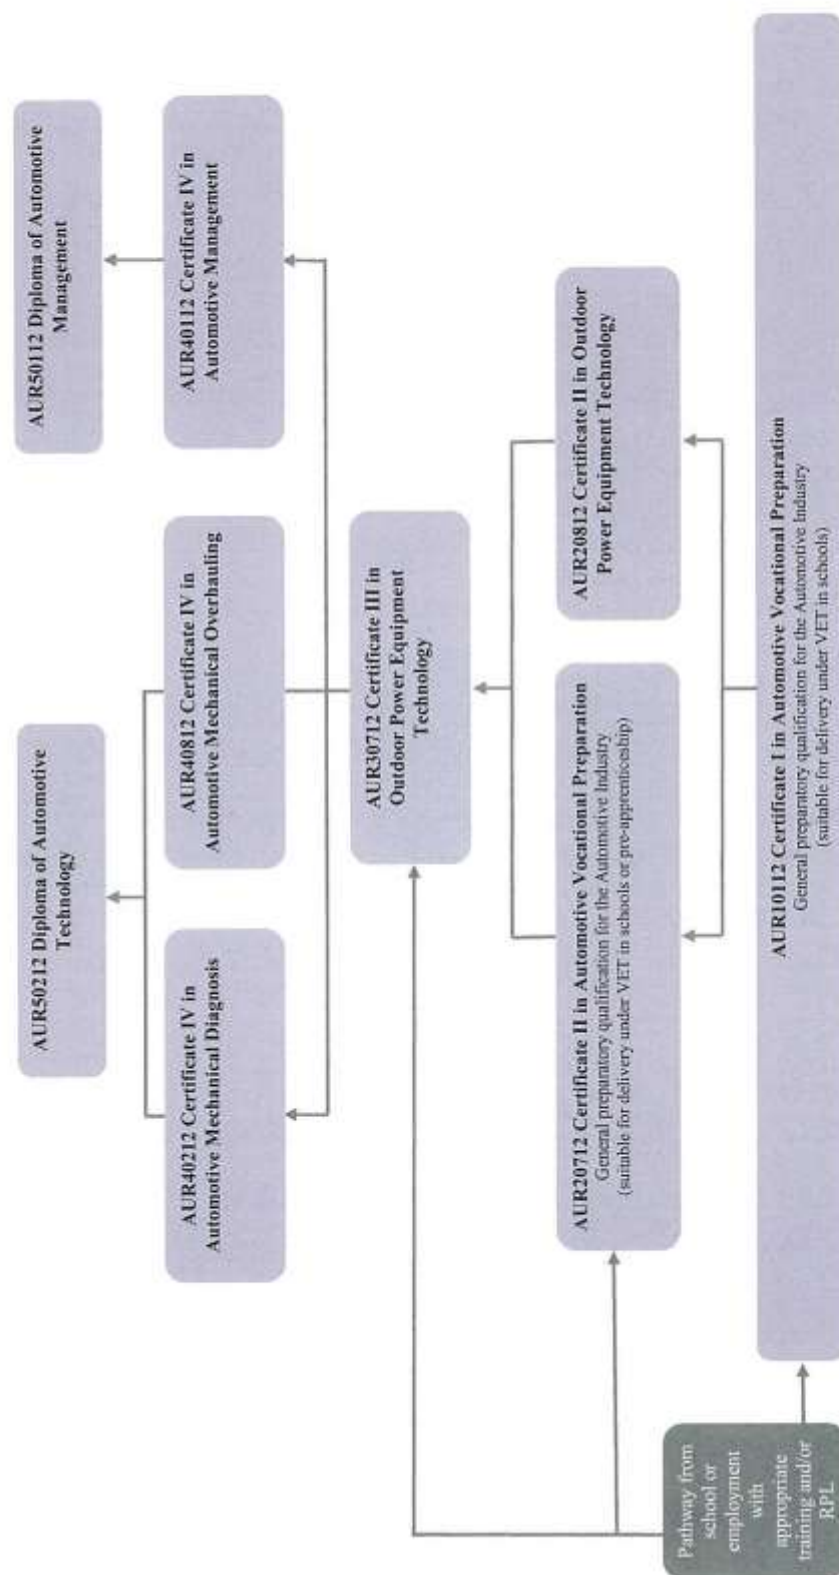 AUR50212 Diploma of Automotive
Technology
AUR50112 Diploma of Automotive
Management
AUR40212 Certificate IV in
Automotive Mechanical Diagnosis
AUR40812 Certificate IV in
Automotive Mechanical Overhauling
AUR40112 Certificate IV in
Automotive Management
AUR30712 Certificate III in
Outdoor Power Equipment
Technology
AUR20712 Certificate II in Automotive Vocational Preparation
General preparatory qualification for the Automotive Industry
(suitable for delivery under VET in schools or pre-apprenticeship)
AUR20812 Certificate II in Outdoor
Power Equipment Technology
Pathway from
school or
employment
with
appropriate
training and/or
RPL
AUR10112 Certificate I in Automotive Vocational Preparation
General preparatory qualification for the Automotive Industry
(suitable for delivery under VET in schools)